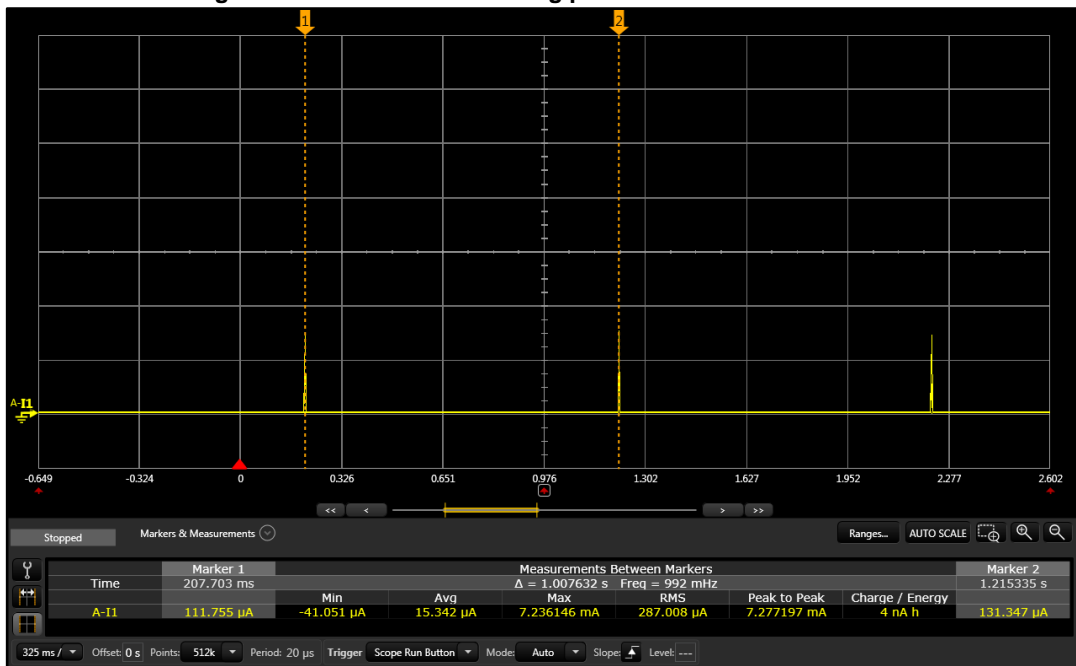 1 2
A-I1
-0.649 -0.324 0 0.326 0.651 0.976 1.302 1.627 1.952 2.277 2.602
<< < > >>
Stopped Markers & Measurements Ranges... AUTO SCALE
Marker 1 Measurements Between Markers Marker 2
Time 207.703 ms Δ = 1.007632 s Freq = 992 mHz 1.215335 s
Min Avg Max RMS Peak to Peak Charge / Energy
A-I1 111.755 µA -41.051 µA 15.342 µA 7.236146 mA 287.008 µA 7.277197 mA 4 nA h 131.347 µA
325 ms / Offset: 0 s Points: 512k Period: 20 µs Trigger Scope Run Button Mode: Auto Slope: Level: ---